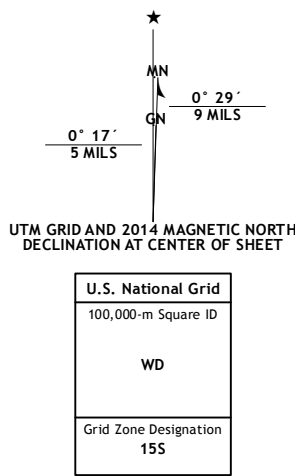 ★
MN
0° 29´
9 MILS
GN
0° 17´
5 MILS
UTM GRID AND 2014 MAGNETIC NORTH
DECLINATION AT CENTER OF SHEET
U.S. National Grid
100,000-m Square ID
WD
Grid Zone Designation
15S